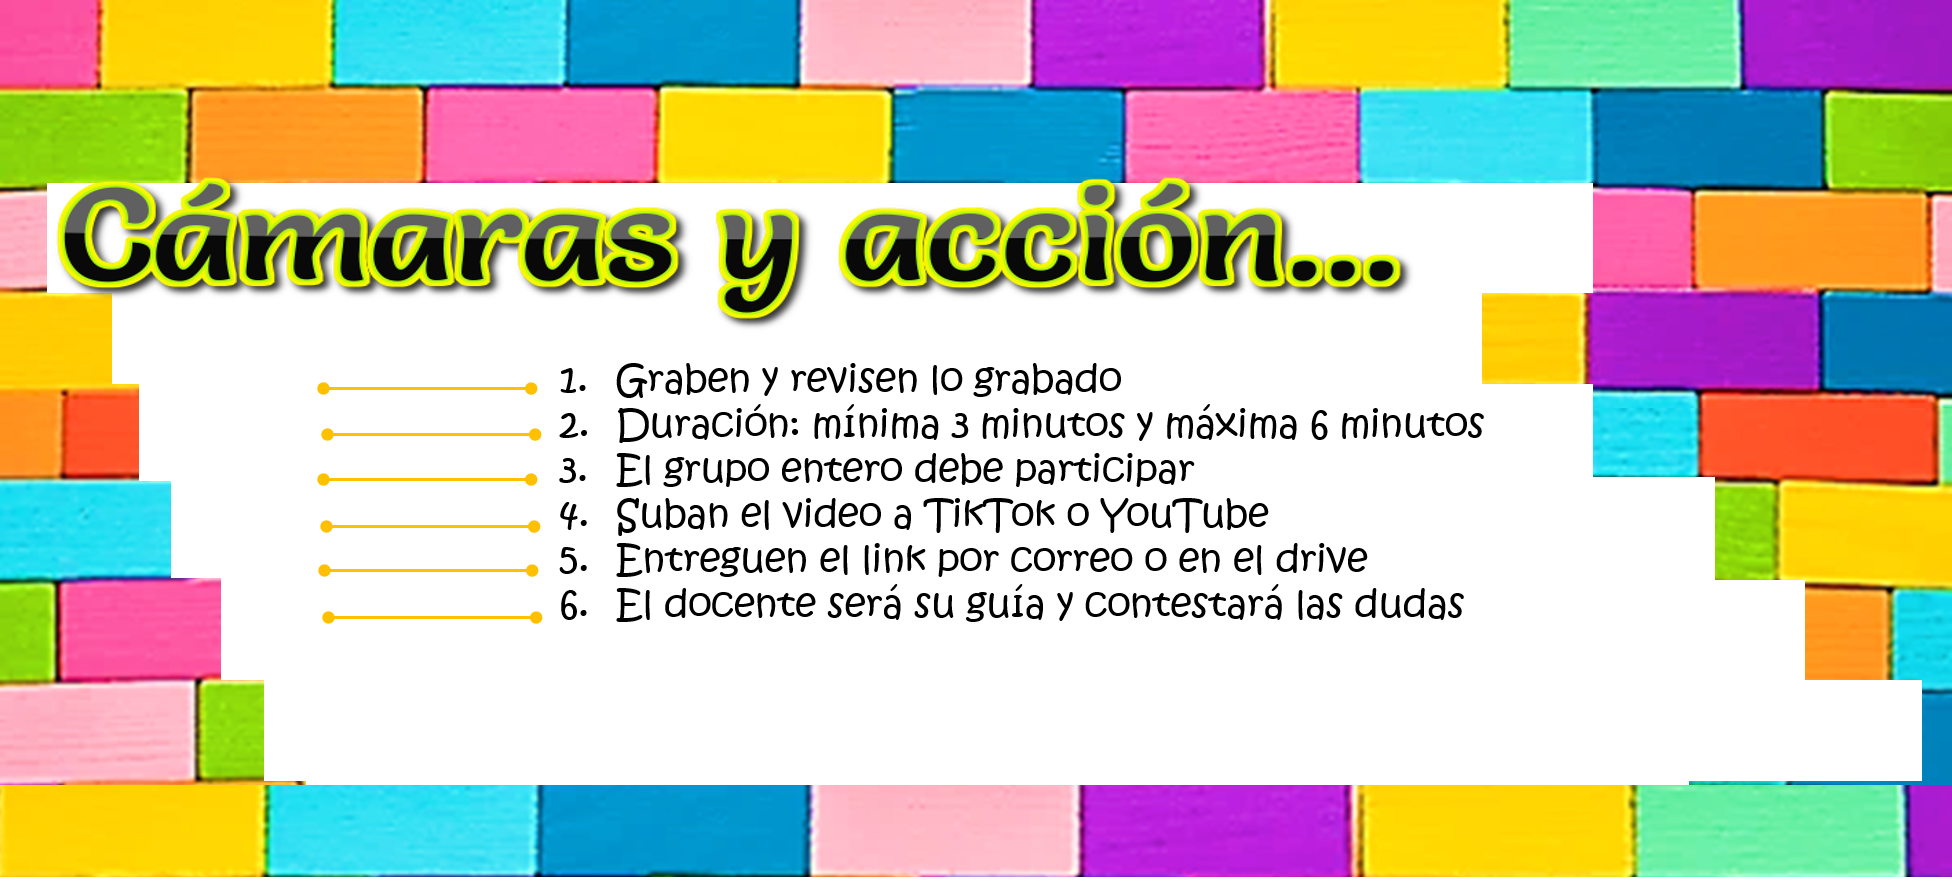 Cámaras y acción...
1. Graben y revisen lo grabado
2. Duración: mínima 3 minutos y máxima 6 minutos
3. El grupo entero debe participar
4. Suban el video a TikTok o YouTube
5. Entreguen el link por correo o en el drive
6. El docente será su guía y contestará las dudas